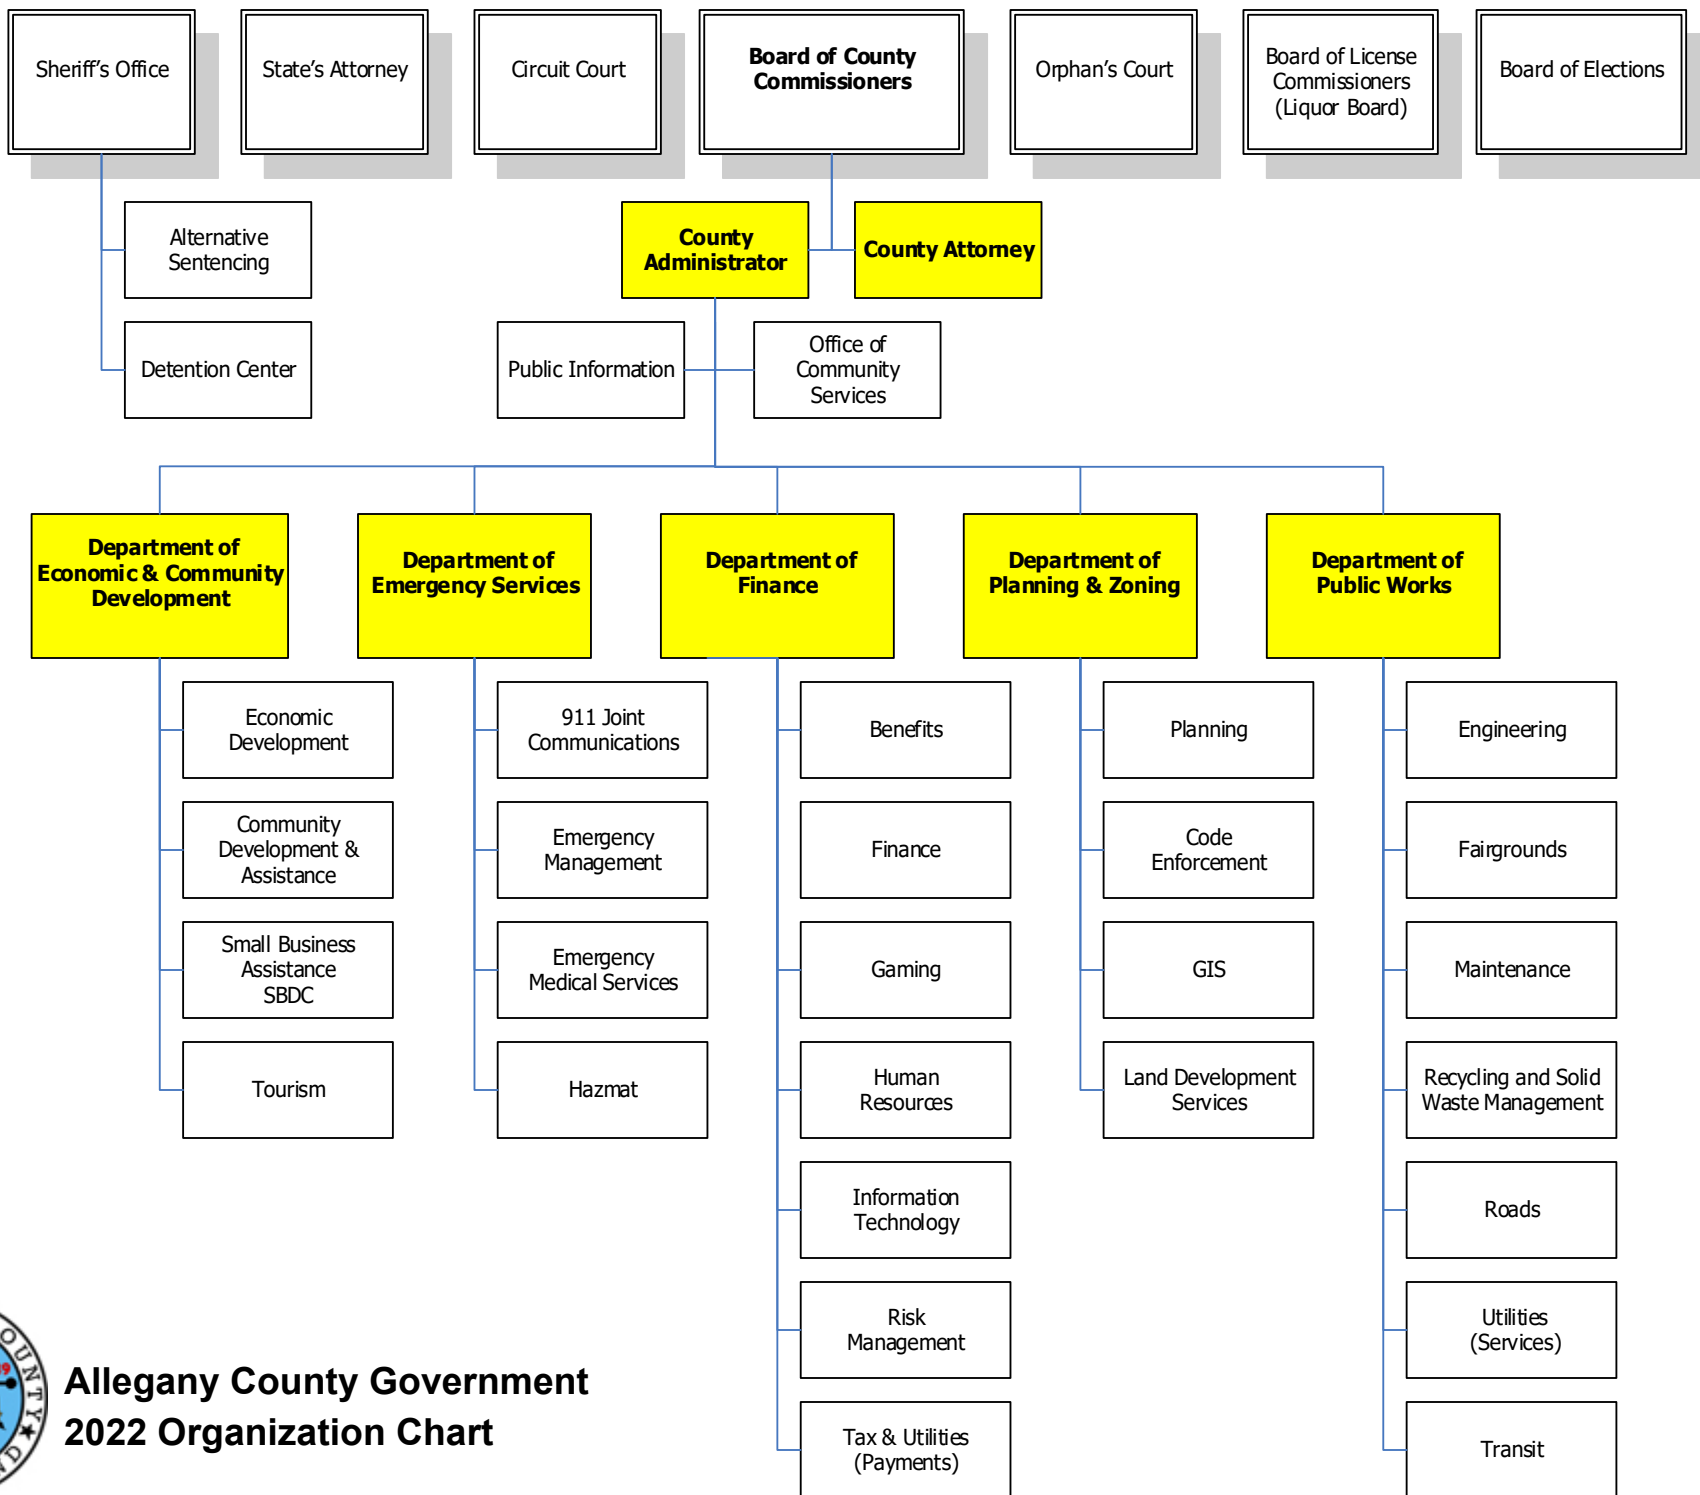 Sheriff's Office
State's Attorney
Circuit Court
Board of County
Commissioners
Orphan's Court
Board of License
Commissioners
(Liquor Board)
Board of Elections
Alternative
Sentencing
County
Administrator
County Attorney
Detention Center
Public Information
Office of
Community
Services
Department of
Economic & Community
Development
Department of
Emergency Services
Department of
Finance
Department of
Planning & Zoning
Department of
Public Works
Economic
Development
Community
Development &
Assistance
Small Business
Assistance
SBDC
Tourism
911 Joint
Communications
Emergency
Management
Emergency
Medical Services
Hazmat
Benefits
Finance
Gaming
Human
Resources
Information
Technology
Risk
Management
Tax & Utilities
(Payments)
Planning
Code
Enforcement
GIS
Land Development
Services
Engineering
Fairgrounds
Maintenance
Recycling and Solid
Waste Management
Roads
Utilities
(Services)
Transit
Allegany County Government
2022 Organization Chart